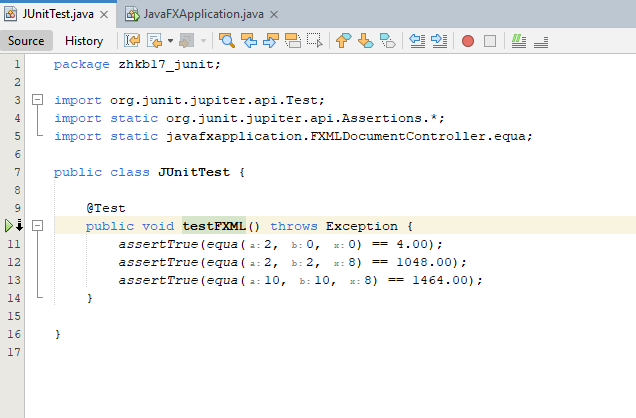 JUnitTest.java × JavaFXApplication.java ×
Source History
1 package zhkb17_junit;
2
3 import org.junit.jupiter.api.Test;
4 import static org.junit.jupiter.api.Assertions.*;
5 import static javafxapplication.FXMLDocumentController.equa;
6
7 public class JUnitTest {
8
9 @Test
public void testFXML() throws Exception {
11 assertTrue(equa(a:2, b:0, x:0) == 4.00);
12 assertTrue(equa(a:2, b:2, x:8) == 1048.00);
13 assertTrue(equa(a:10, b:10, x:8) == 1464.00);
14 }
15
16 }
17